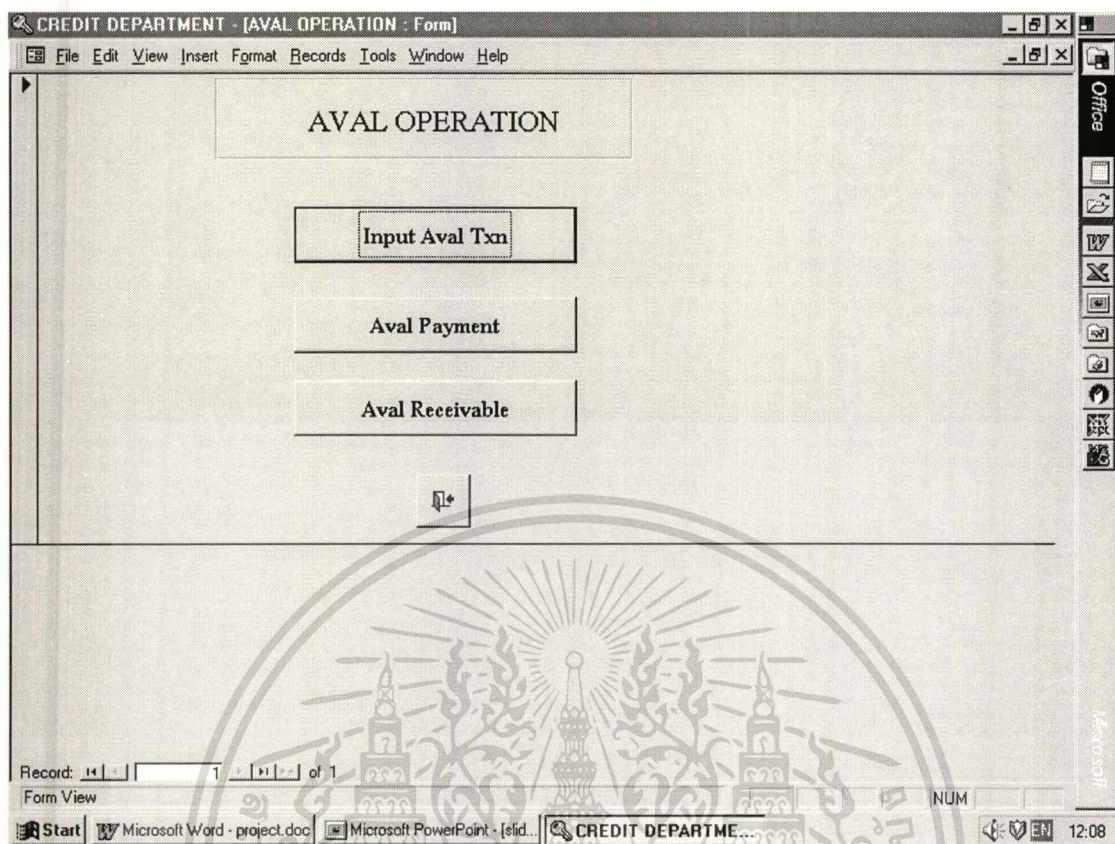 CREDIT DEPARTMENT - [AVAL OPERATION : Form]
File Edit View Insert Format Records Tools Window Help
Office
AVAL OPERATION
Input Aval Txn
Aval Payment
Aval Receivable
Microsoft
Record: 1 of 1
Form View NUM
Start Microsoft Word - project.doc Microsoft PowerPoint - [slid... CREDIT DEPARTME... EN 12:08